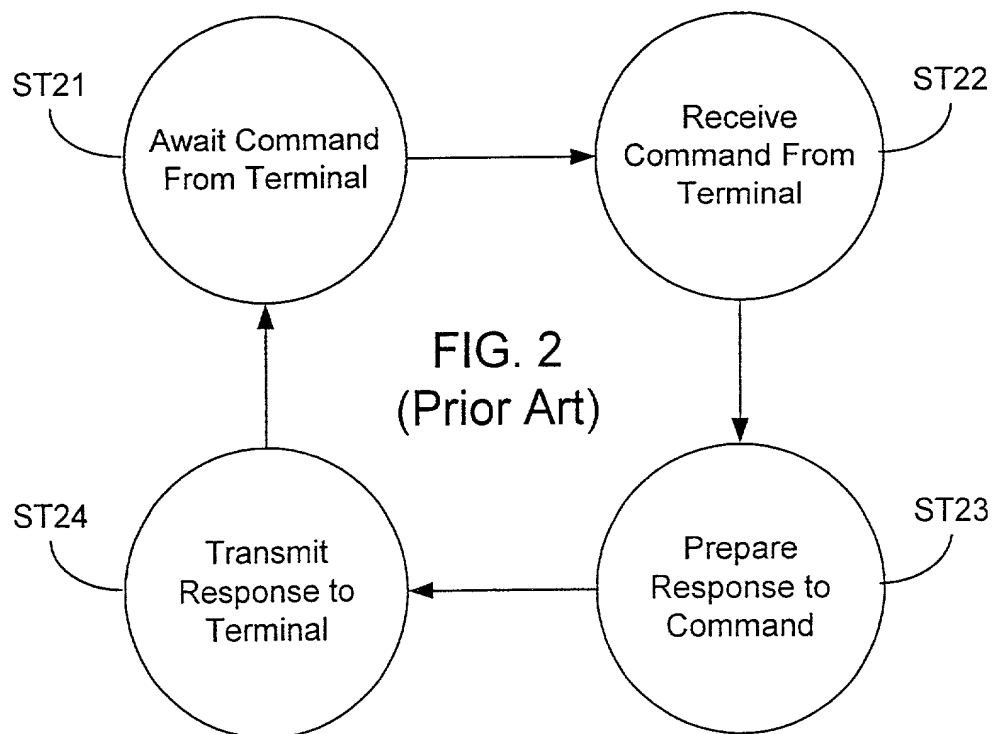 ST21
Await Command
From Terminal
ST22
Receive
Command From
Terminal
FIG. 2
(Prior Art)
ST24
Transmit
Response to
Terminal
ST23
Prepare
Response to
Command